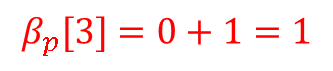 βₚ[3] = 0 + 1 = 1